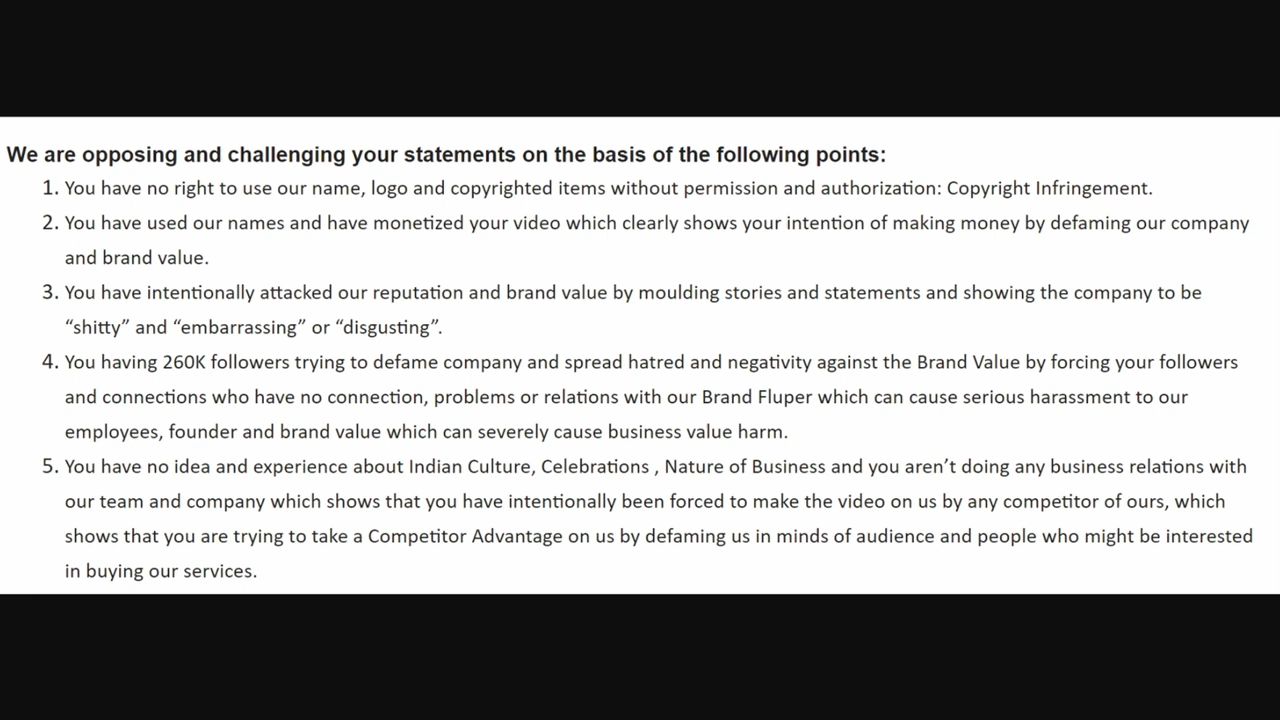 We are opposing and challenging your statements on the basis of the following points:
1. You have no right to use our name, logo and copyrighted items without permission and authorization: Copyright Infringement.
2. You have used our names and have monetized your video which clearly shows your intention of making money by defaming our company
and brand value.
3. You have intentionally attacked our reputation and brand value by moulding stories and statements and showing the company to be
“shitty” and “embarrassing” or “disgusting”.
4. You having 260K followers trying to defame company and spread hatred and negativity against the Brand Value by forcing your followers
and connections who have no connection, problems or relations with our Brand Fluper which can cause serious harassment to our
employees, founder and brand value which can severely cause business value harm.
5. You have no idea and experience about Indian Culture, Celebrations , Nature of Business and you aren’t doing any business relations with
our team and company which shows that you have intentionally been forced to make the video on us by any competitor of ours, which
shows that you are trying to take a Competitor Advantage on us by defaming us in minds of audience and people who might be interested
in buying our services.